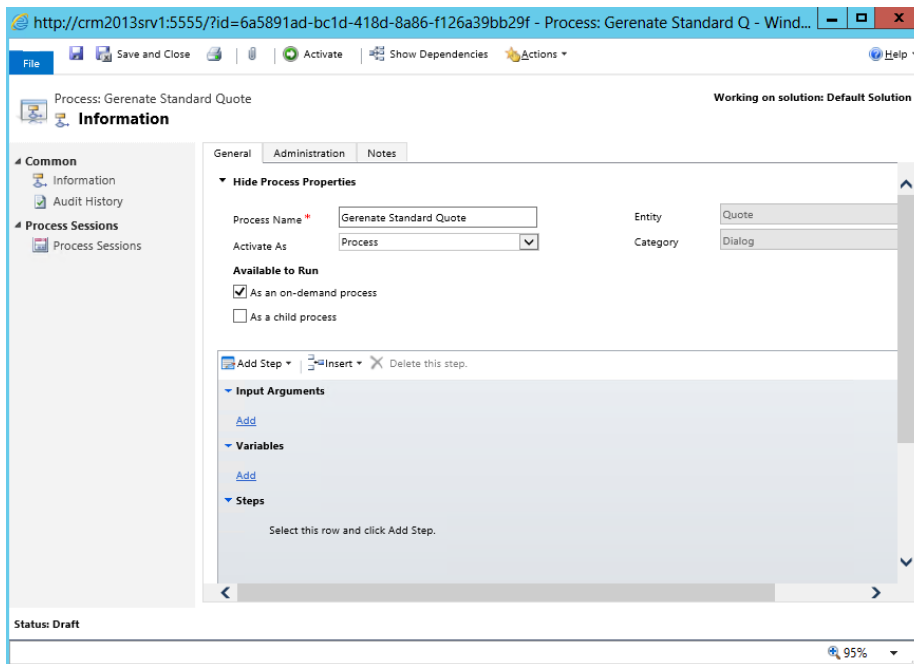 http://crm2013srv1:5555/?id=6a5891ad-bc1d-418d-8a86-f126a39bb29f - Process: Gerenate Standard Q - Wind...
File Save and Close Activate Show Dependencies Actions Help
Process: Gerenate Standard Quote
Information
Working on solution: Default Solution
Common
Information
Audit History
Process Sessions
Process Sessions
General Administration Notes
Hide Process Properties
Process Name * Gerenate Standard Quote Entity Quote
Activate As Process Category Dialog
Available to Run
As an on-demand process
As a child process
Add Step Insert Delete this step.
Input Arguments
Add
Variables
Add
Steps
Select this row and click Add Step.
Status: Draft
95%